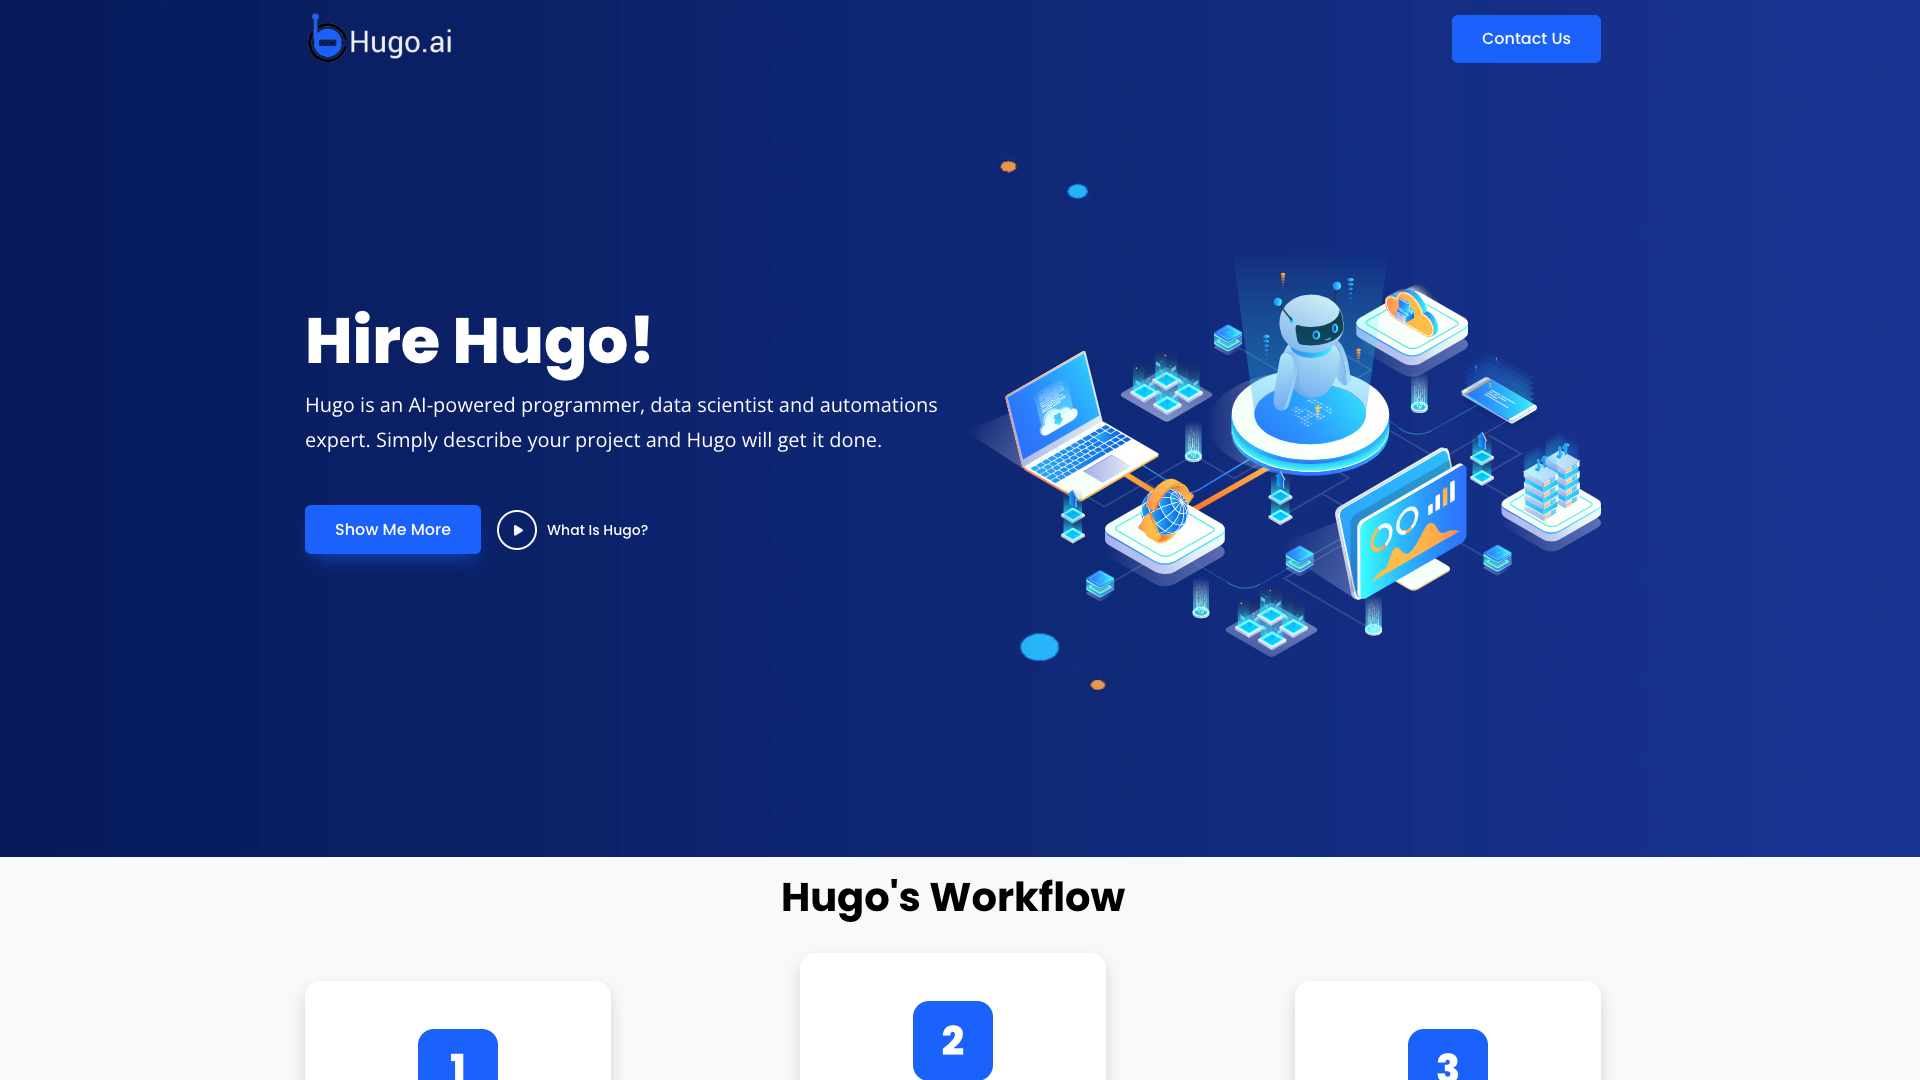 Hugo.ai
Contact Us
Hire Hugo!
Hugo is an AI-powered programmer, data scientist and automations
expert. Simply describe your project and Hugo will get it done.
Show Me More
What Is Hugo?
Hugo's Workflow
1
2
3